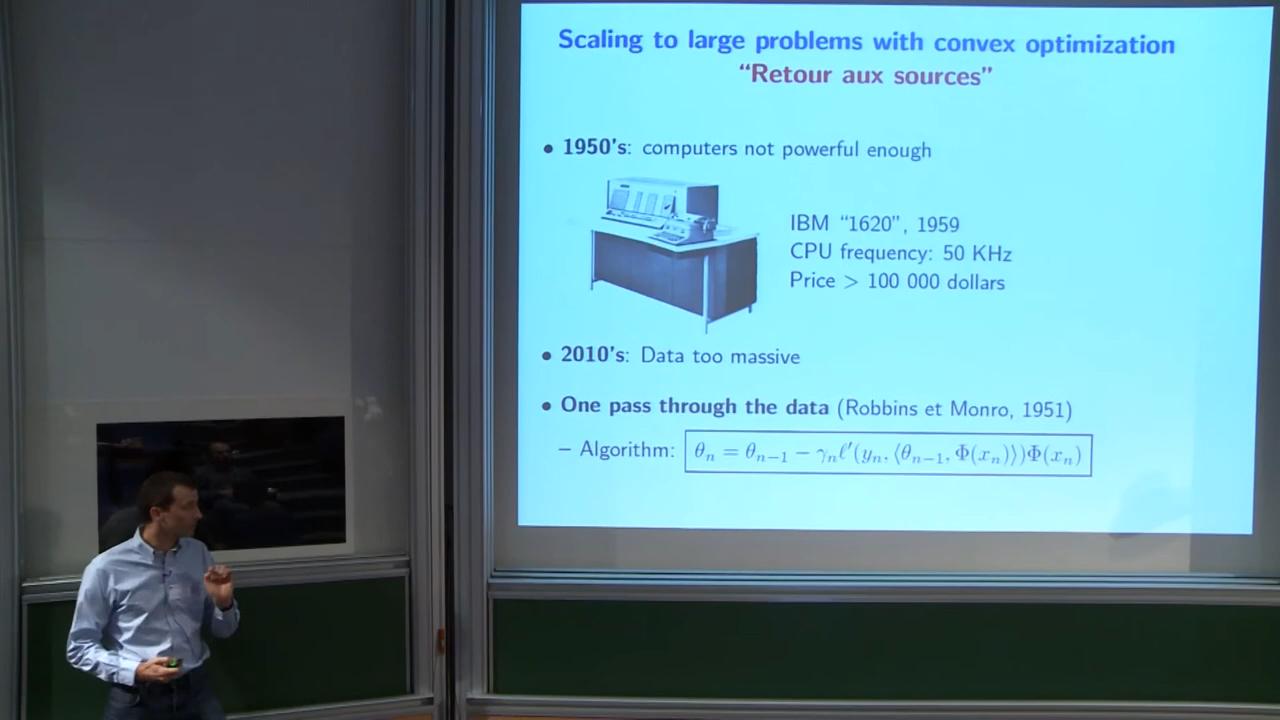 Scaling to large problems with convex optimization
“Retour aux sources”
• 1950's: computers not powerful enough
IBM “1620”, 1959
CPU frequency: 50 KHz
Price > 100 000 dollars
• 2010's: Data too massive
• One pass through the data (Robbins et Monro, 1951)
– Algorithm: θₙ = θₙ₋₁ − γₙℓ′(yₙ, ⟨θₙ₋₁, Φ(xₙ)⟩)Φ(xₙ)